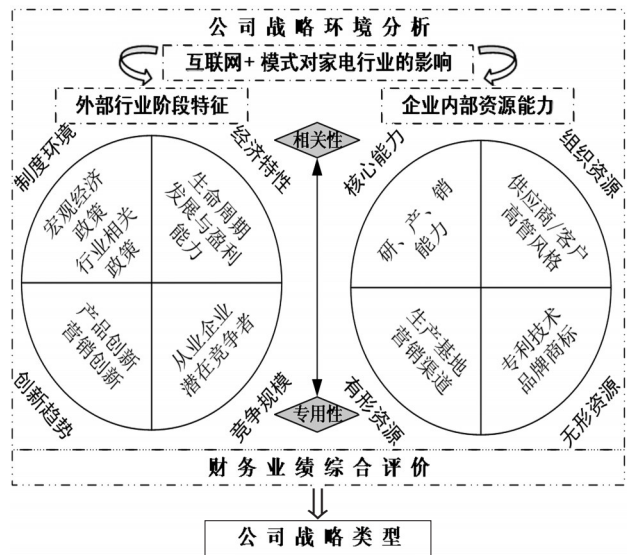 公司战略环境分析
互联网+ 模式对家电行业的影响
外部行业阶段特征
企业内部资源能力
制度环境
经济特性
相关性
核心能力
组织资源
宏观经济
政策
行业相关
政策
生命周期
发展与盈利
能力
研、产、销
能力
供应商/客户
高管风格
产品创新
营销创新
从业企业
潜在竞争者
生产基地
营销渠道
专利技术
品牌商标
创新趋势
竞争规模
专用性
有形资源
无形资源
财务业绩综合评价
公司战略类型